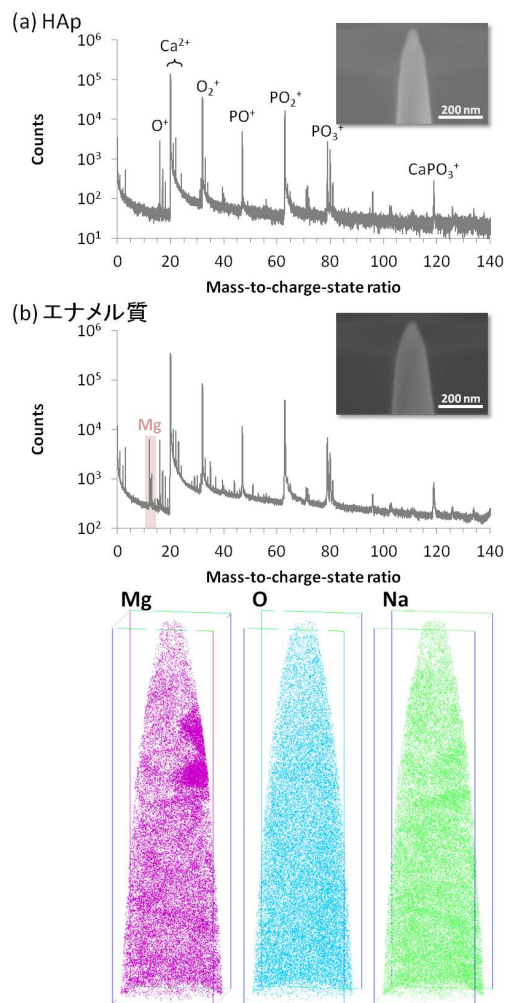 (a) HAp
Counts
10⁶
10⁵
10⁴
10³
10²
10¹
O⁺
Ca²⁺
O₂⁺
PO⁺
PO₂⁺
PO₃⁺
CaPO₃⁺
200 nm
0 20 40 60 80 100 120 140
Mass-to-charge-state ratio
(b) エナメル質
Counts
10⁶
10⁵
10⁴
10³
10²
Mg
200 nm
0 20 40 60 80 100 120 140
Mass-to-charge-state ratio
Mg O Na